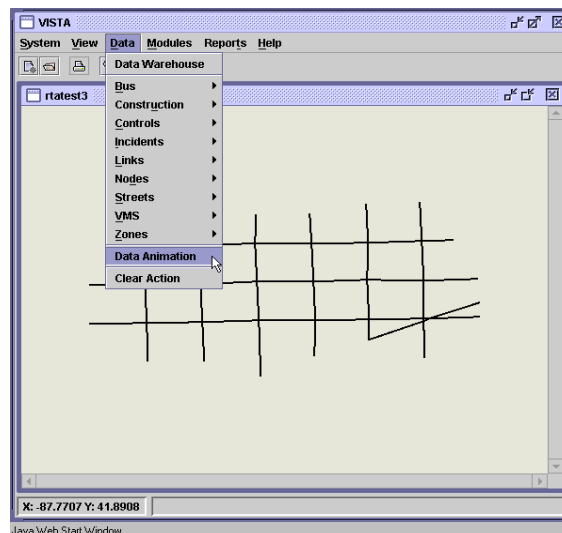 VISTA
System View Data Modules Reports Help
Data Warehouse
rtatest3
Bus
Construction
Controls
Incidents
Links
Nodes
Streets
VMS
Zones
Data Animation
Clear Action
X: -87.7707 Y: 41.8908
Java Web Start Window